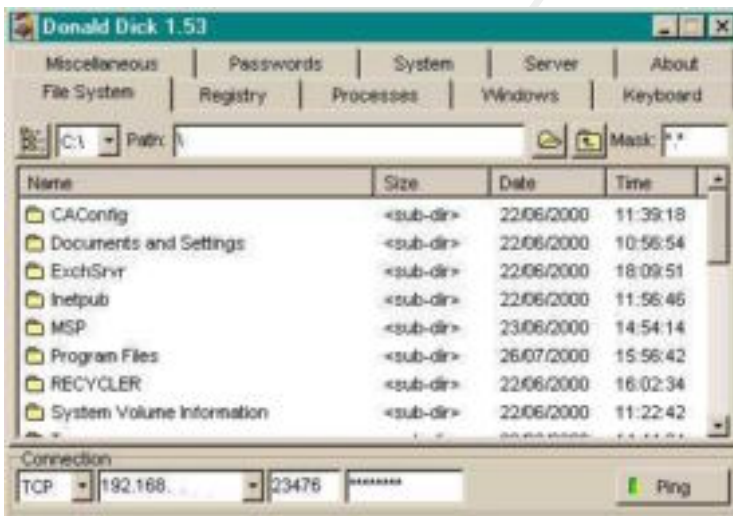 Donald Dick 1.53
Miscellaneous Passwords System Server About
File System Registry Processes Windows Keyboard
C:\ Path: \ Mask: *.*
Name Size Date Time
CAConfig <sub-dir> 22/06/2000 11:39:18
Documents and Settings <sub-dir> 22/06/2000 10:56:54
ExchSrvr <sub-dir> 22/06/2000 18:09:51
Inetpub <sub-dir> 22/06/2000 11:56:46
MSP <sub-dir> 23/06/2000 14:54:14
Program Files <sub-dir> 26/07/2000 15:56:42
RECYCLER <sub-dir> 22/06/2000 16:02:34
System Volume Information <sub-dir> 22/06/2000 11:22:42
Connection
TCP 192.168. 23476 ******** Ping